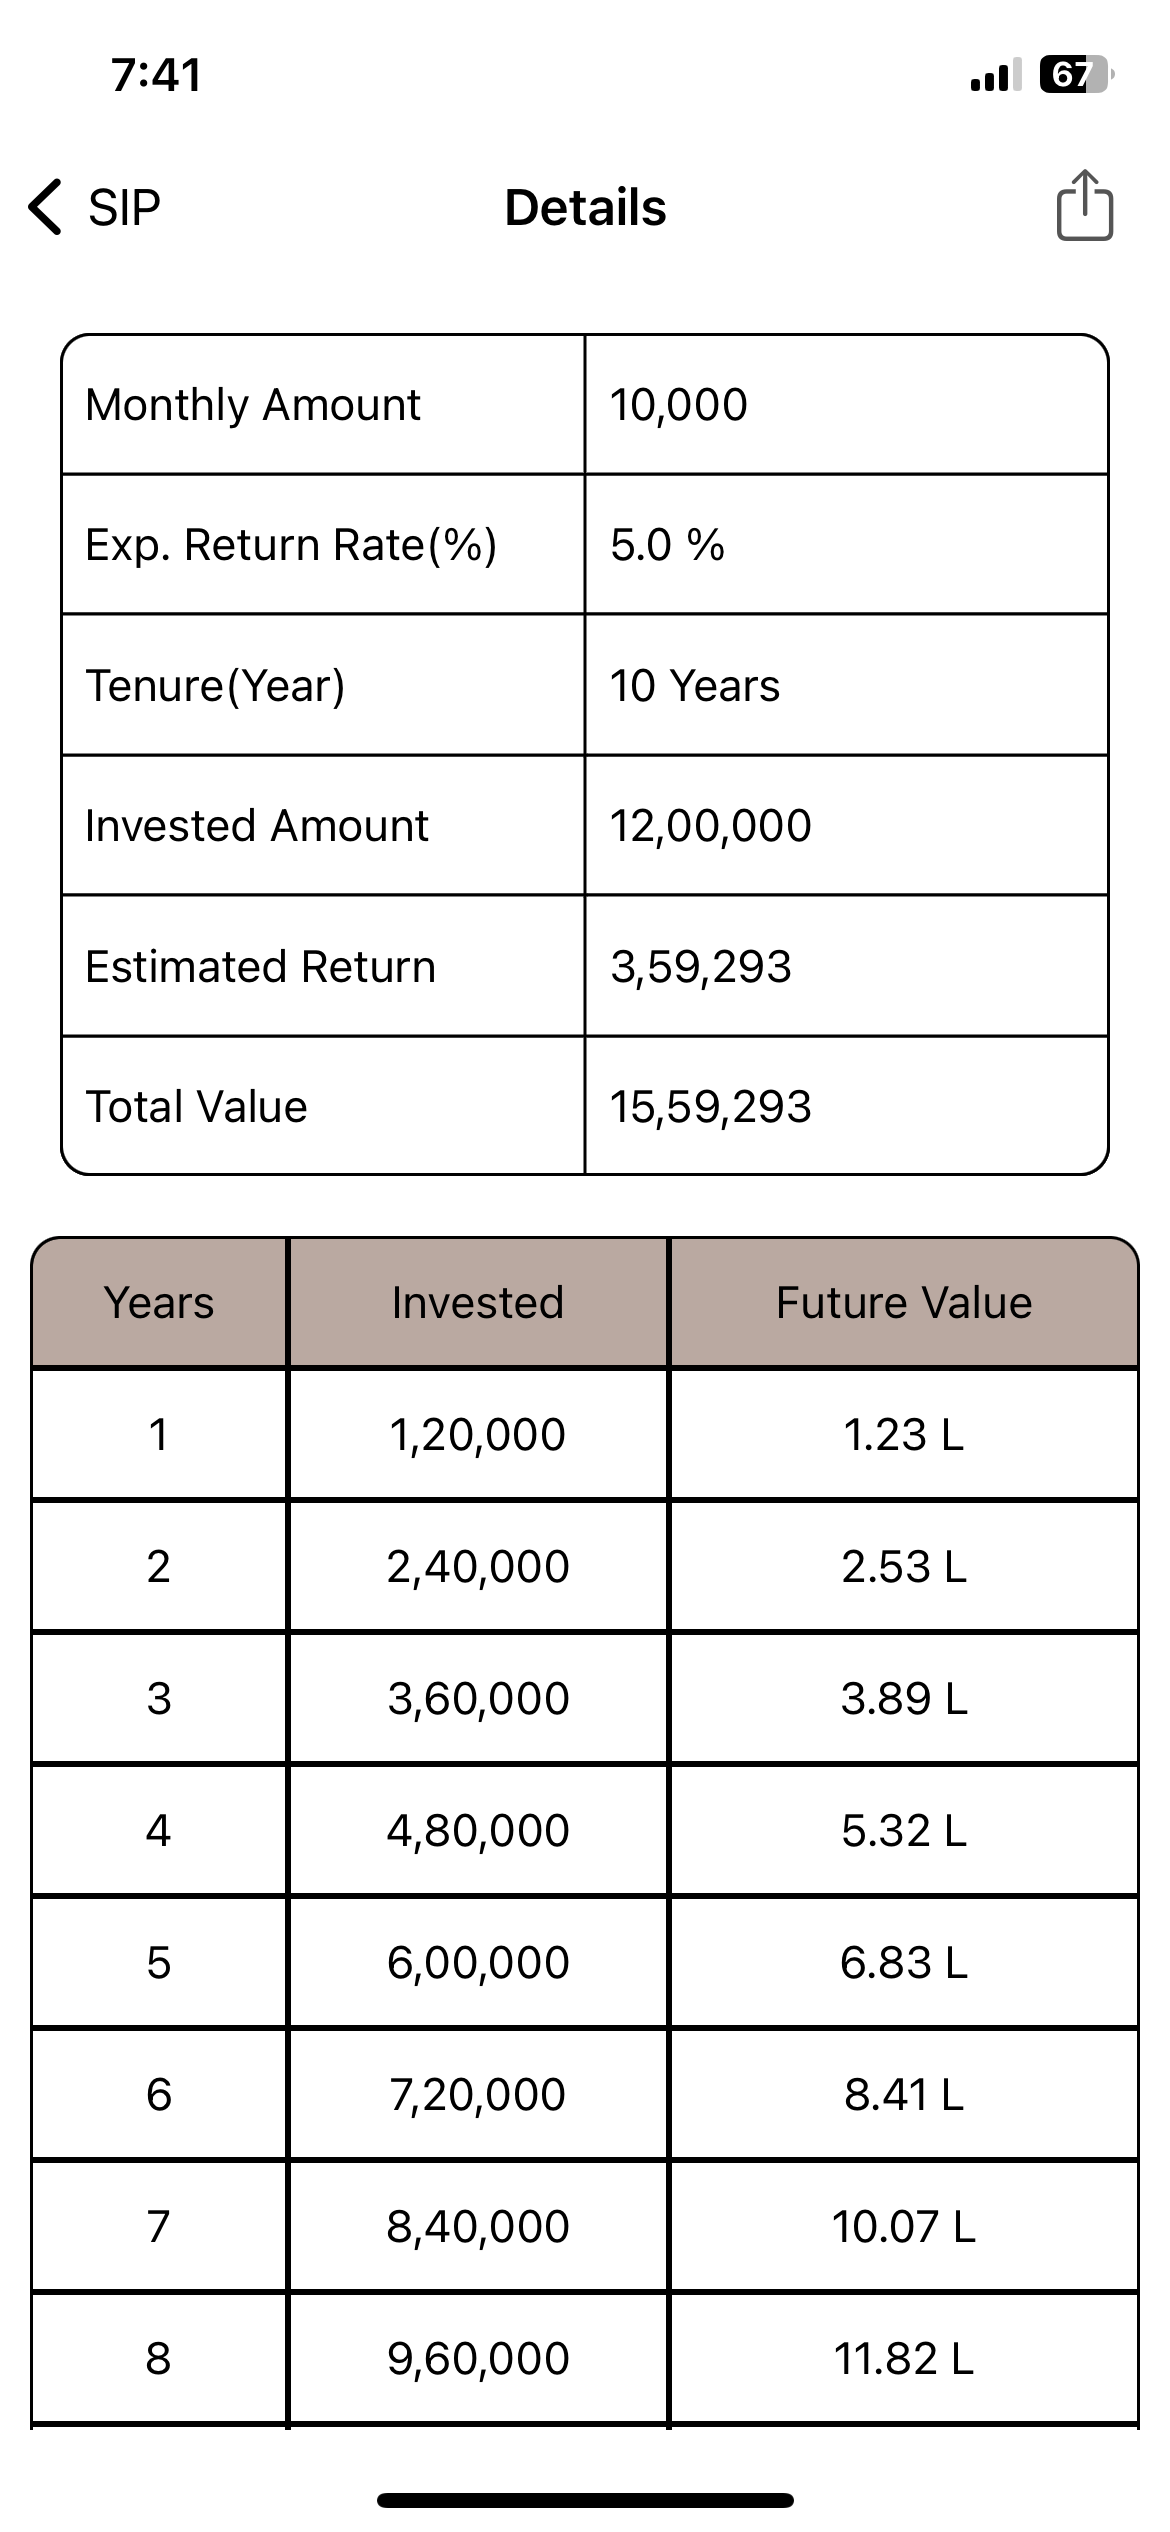 7:41
67
SIP
Details
Monthly Amount 10,000
Exp. Return Rate(%) 5.0 %
Tenure(Year) 10 Years
Invested Amount 12,00,000
Estimated Return 3,59,293
Total Value 15,59,293
Years Invested Future Value
1 1,20,000 1.23 L
2 2,40,000 2.53 L
3 3,60,000 3.89 L
4 4,80,000 5.32 L
5 6,00,000 6.83 L
6 7,20,000 8.41 L
7 8,40,000 10.07 L
8 9,60,000 11.82 L